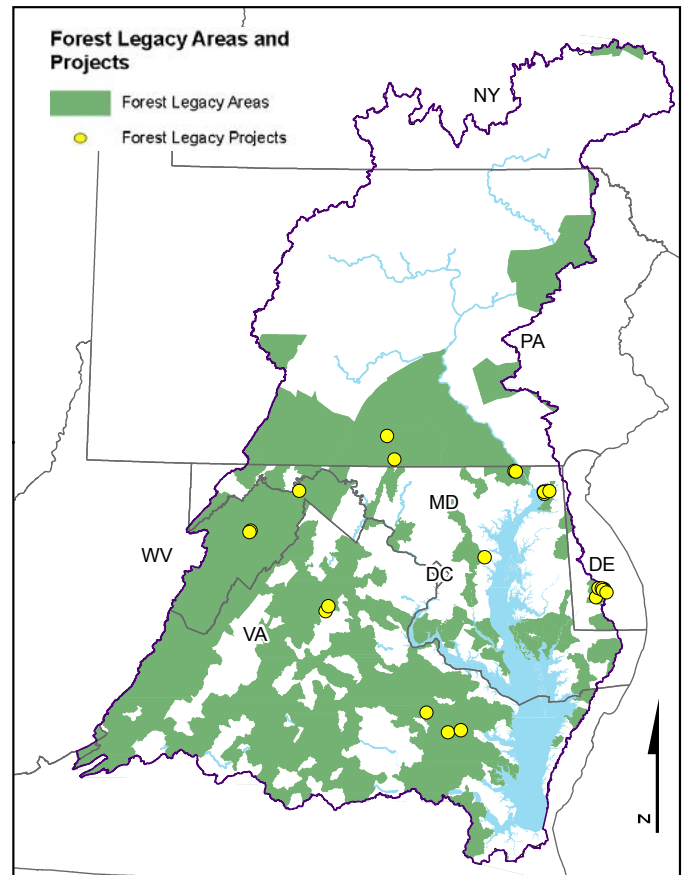 Forest Legacy Areas and
Projects
Forest Legacy Areas
Forest Legacy Projects
NY
PA
MD
WV
DE
DC
VA
N